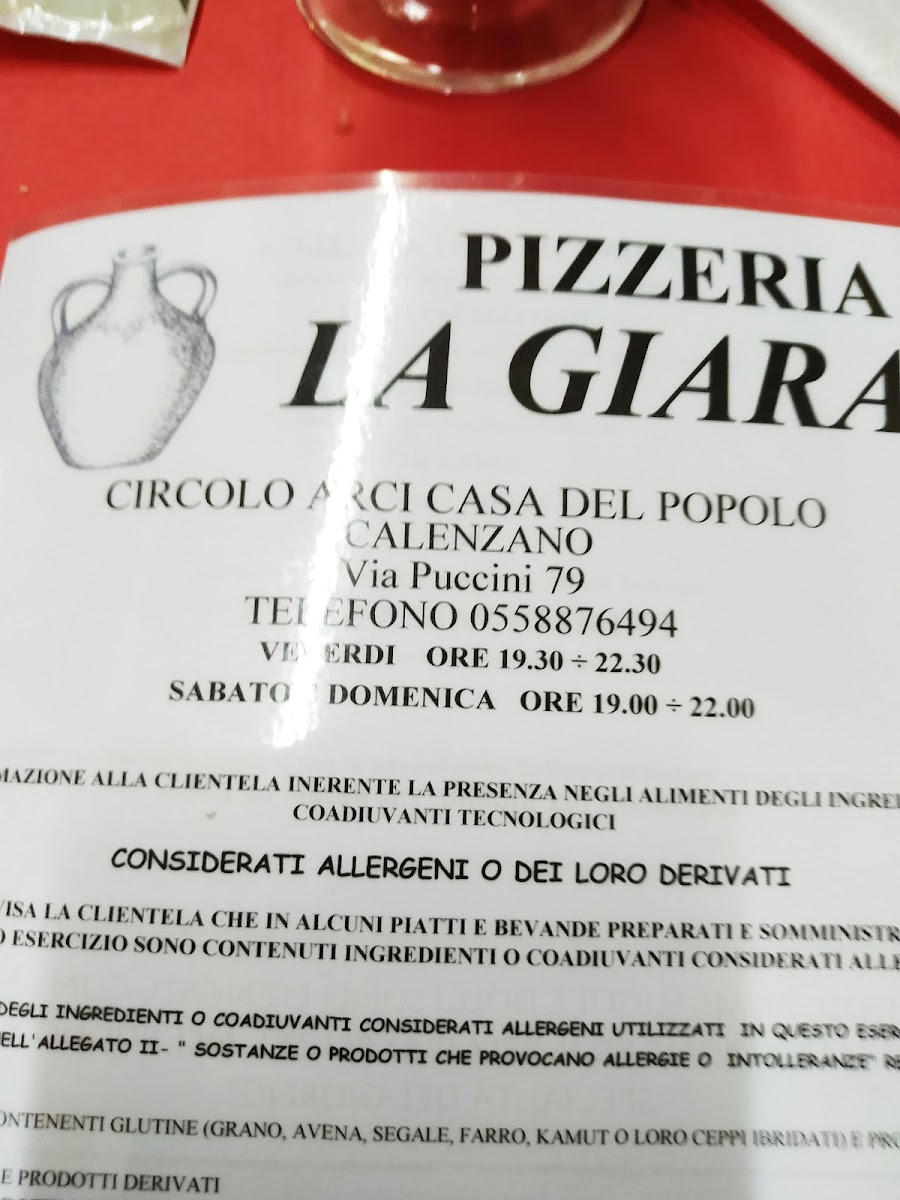 PIZZERIA
LA GIARA
CIRCOLO ARCI CASA DEL POPOLO
CALENZANO
Via Puccini 79
TELEFONO 0558876494
VENERDI ORE 19.30 ÷ 22.30
SABATO E DOMENICA ORE 19.00 ÷ 22.00
MAZIONE ALLA CLIENTELA INERENTE LA PRESENZA NEGLI ALIMENTI DEGLI INGRE
COADIUVANTI TECNOLOGICI
CONSIDERATI ALLERGENI O DEI LORO DERIVATI
VISA LA CLIENTELA CHE IN ALCUNI PIATTI E BEVANDE PREPARATI E SOMMINISTR
O ESERCIZIO SONO CONTENUTI INGREDIENTI O COADIUVANTI CONSIDERATI ALLE
DEGLI INGREDIENTI O COADIUVANTI CONSIDERATI ALLERGENI UTILIZZATI IN QUESTO ESER
ELL'ALLEGATO II- " SOSTANZE O PRODOTTI CHE PROVOCANO ALLERGIE O INTOLLERANZE" RE
ONTENENTI GLUTINE (GRANO, AVENA, SEGALE, FARRO, KAMUT O LORO CEPPI IBRIDATI) E PRO
E PRODOTTI DERIVATI